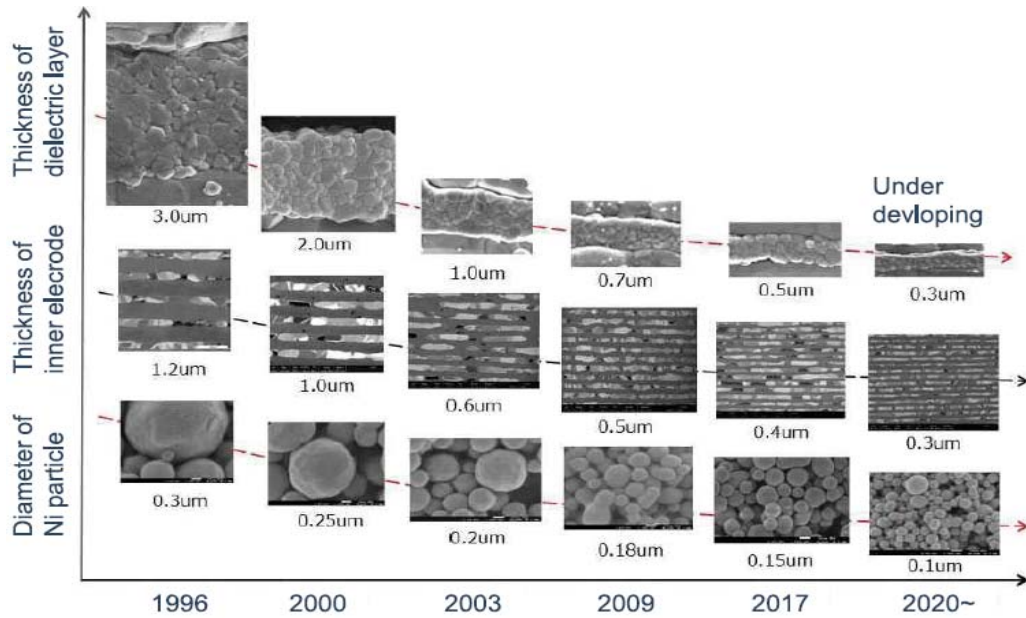 Thickness of
dielectric layer
3.0um
2.0um
1.0um
0.7um
0.5um
Under
devloping
0.3um
Thickness of
inner elecrode
1.2um
1.0um
0.6um
0.5um
0.4um
0.3um
Diameter of
Ni particle
0.3um
0.25um
0.2um
0.18um
0.15um
0.1um
1996
2000
2003
2009
2017
2020~